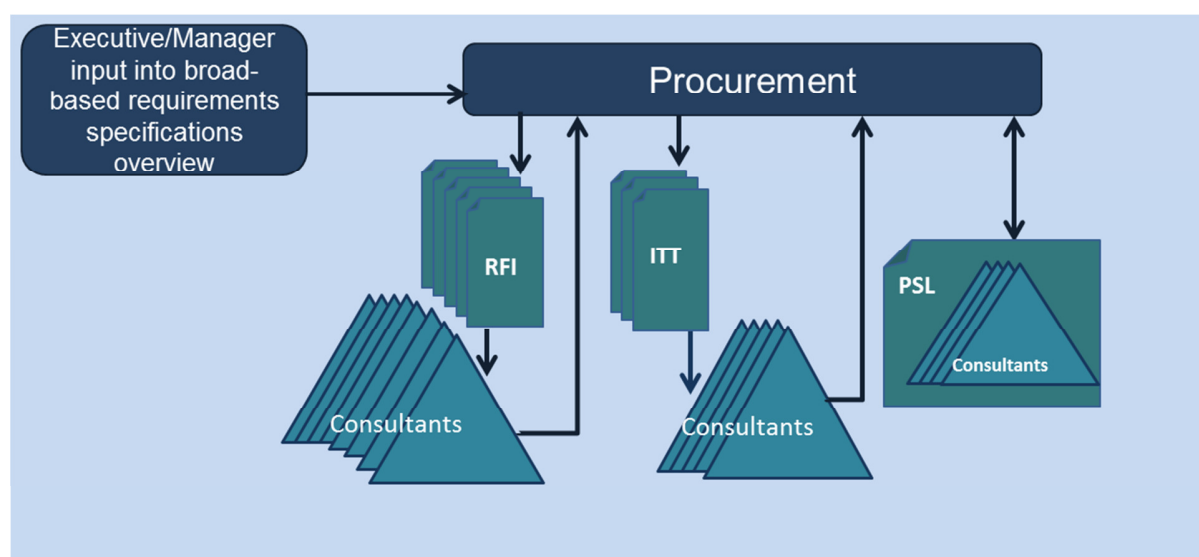 Executive/Manager
input into broad-
based requirements
specifications
overview
Procurement
RFI
Consultants
ITT
Consultants
PSL
Consultants